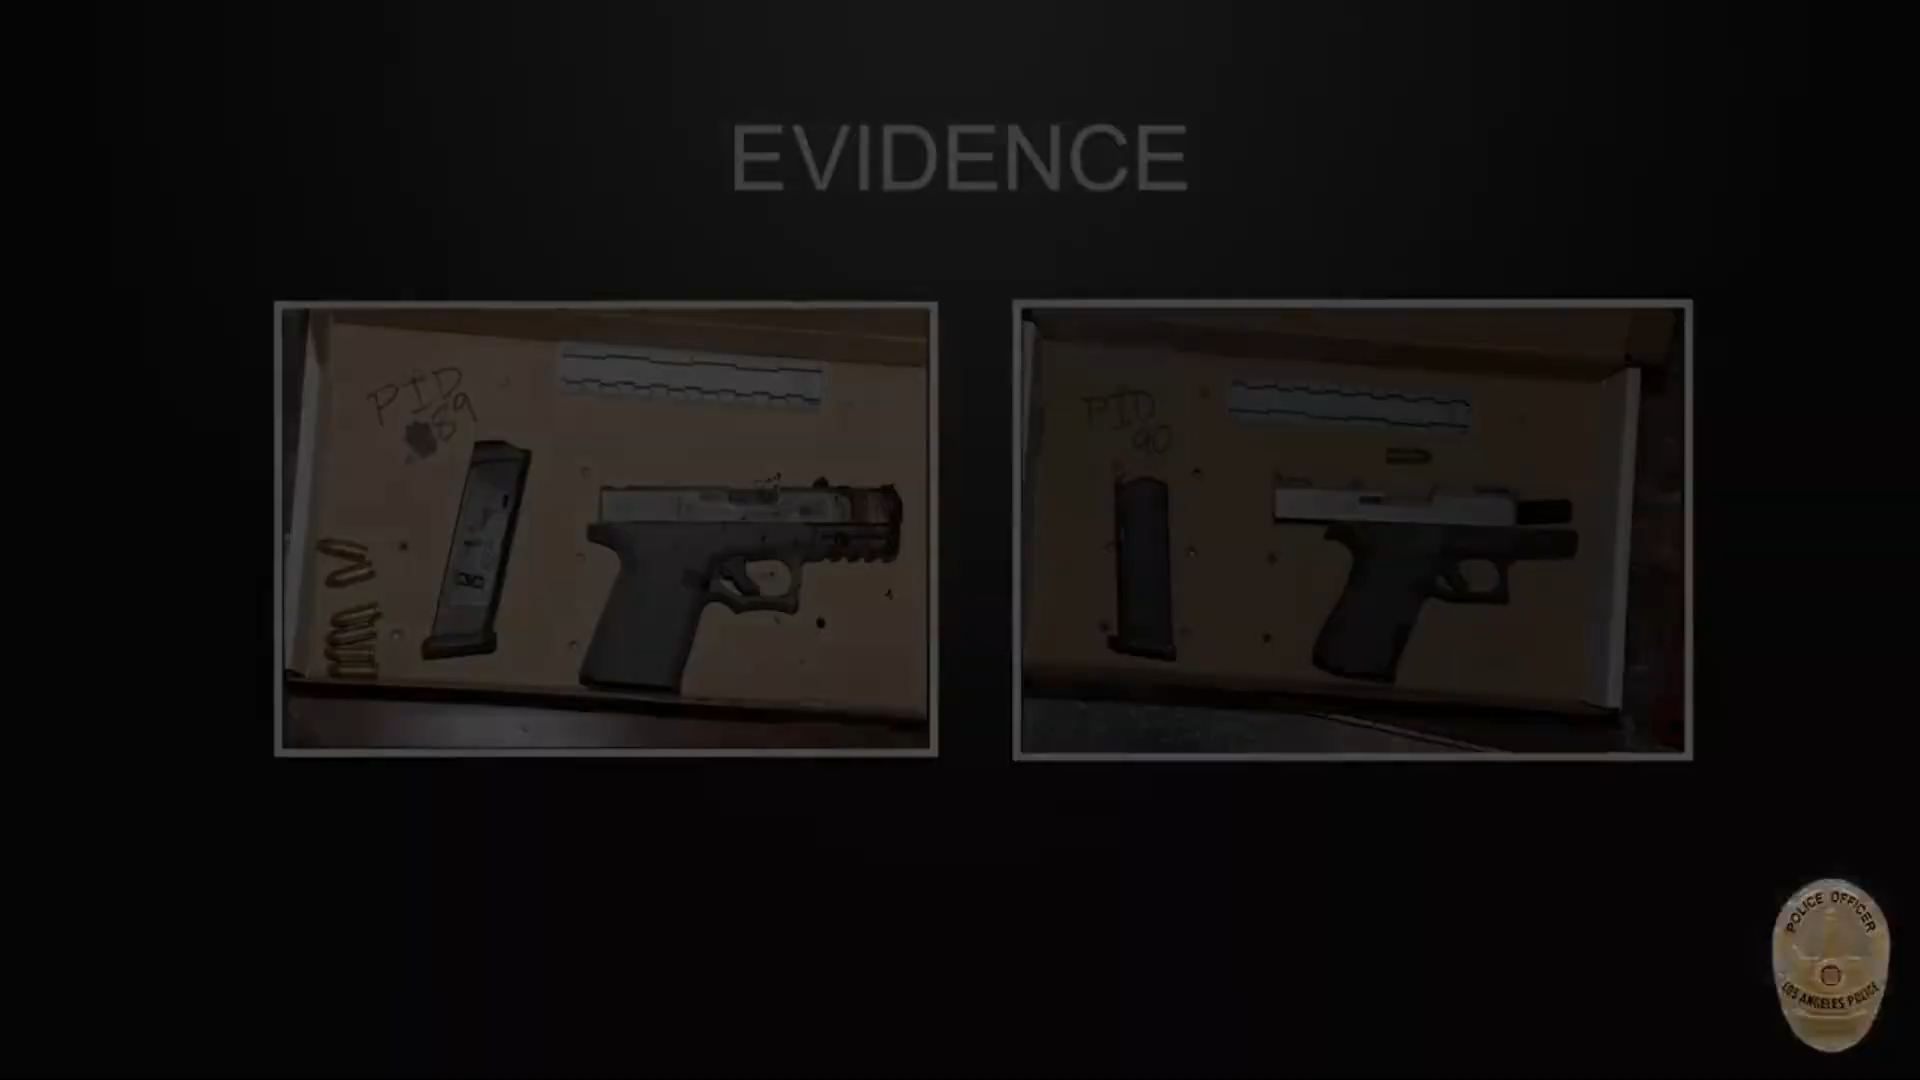 EVIDENCE
PID
89
PID
90
POLICE OFFICER
LOS ANGELES POLICE